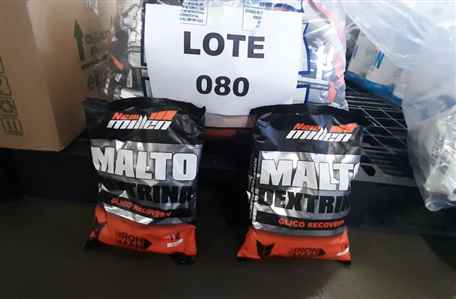 LOTE
080
New
millen
MALTO
DEXTRINA
GLICO RECOVERY
New
millen
MALTO
DEXTRINA
GLICO RECOVERY